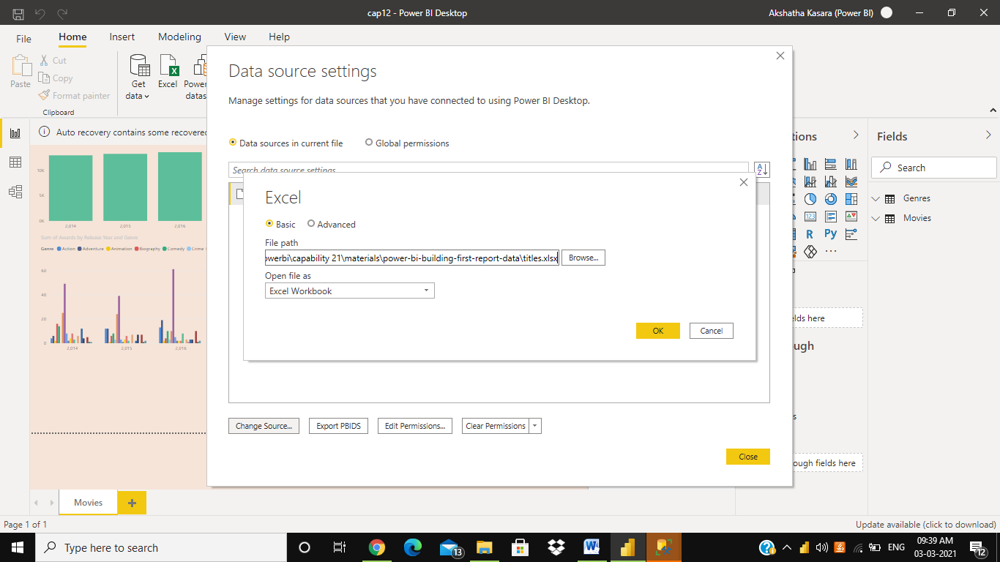 cap12 - Power BI Desktop
Akshatha Kasara (Power BI)
File
Home
Insert
Modeling
View
Help
Paste
Cut
Copy
Format painter
Clipboard
Get
data
Excel
Power
datas
Auto recovery contains some recovered
10K
5K
0K
2,014
2,015
2,016
Sum of Awards by Release Year and Genre
Genre Action Adventure Animation Biography Comedy Crime
60
40
20
0
2,014
2,015
2,016
Data source settings
Manage settings for data sources that you have connected to using Power BI Desktop.
Data sources in current file
Global permissions
Search data source settings
A
Z
Excel
Basic
Advanced
File path
owerbi\capability 21\materials\power-bi-building-first-report-data\titles.xlsx
Browse...
Open file as
Excel Workbook
OK
Cancel
Change Source...
Export PBIDS
Edit Permissions...
Clear Permissions
Close
tions
123
R
Py
elds here
ough
s
ough fields here
Fields
Search
Genres
Movies
Movies
Page 1 of 1
Update available (click to download)
Type here to search
13
ENG
09:39 AM
03-03-2021
12